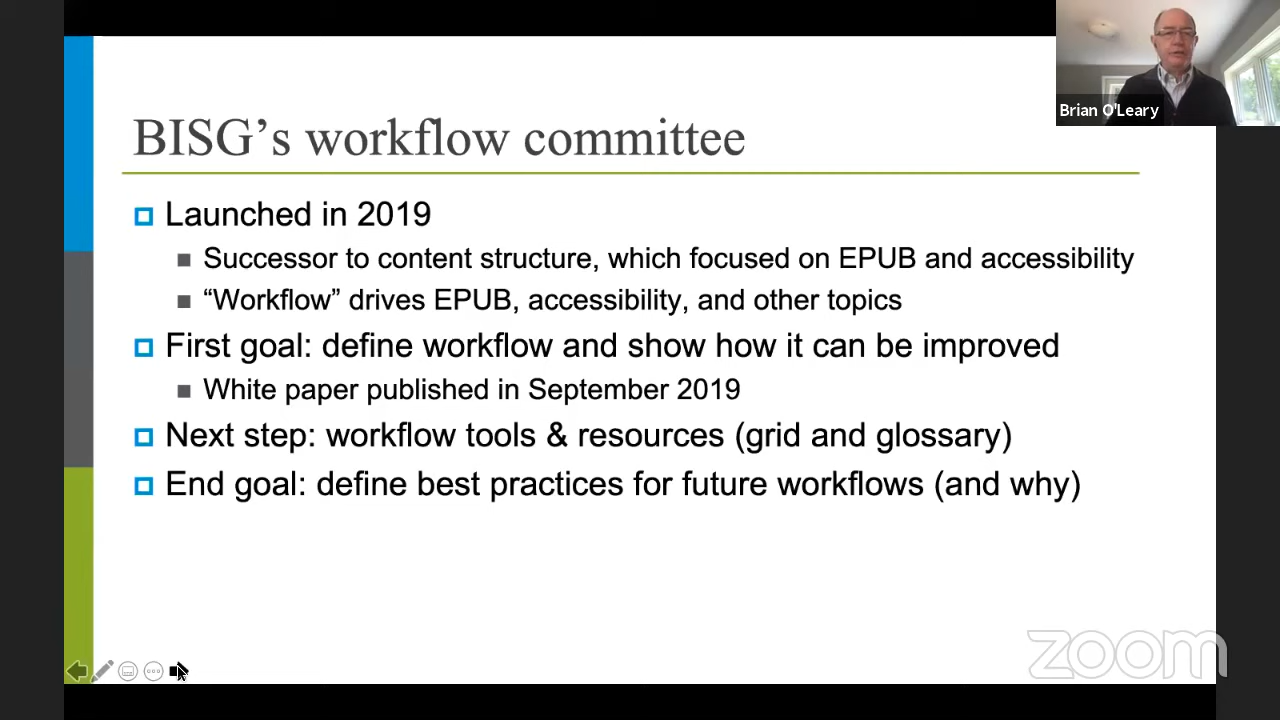 Brian O'Leary
BISG’s workflow committee
Launched in 2019
Successor to content structure, which focused on EPUB and accessibility
“Workflow” drives EPUB, accessibility, and other topics
First goal: define workflow and show how it can be improved
White paper published in September 2019
Next step: workflow tools & resources (grid and glossary)
End goal: define best practices for future workflows (and why)
zoom